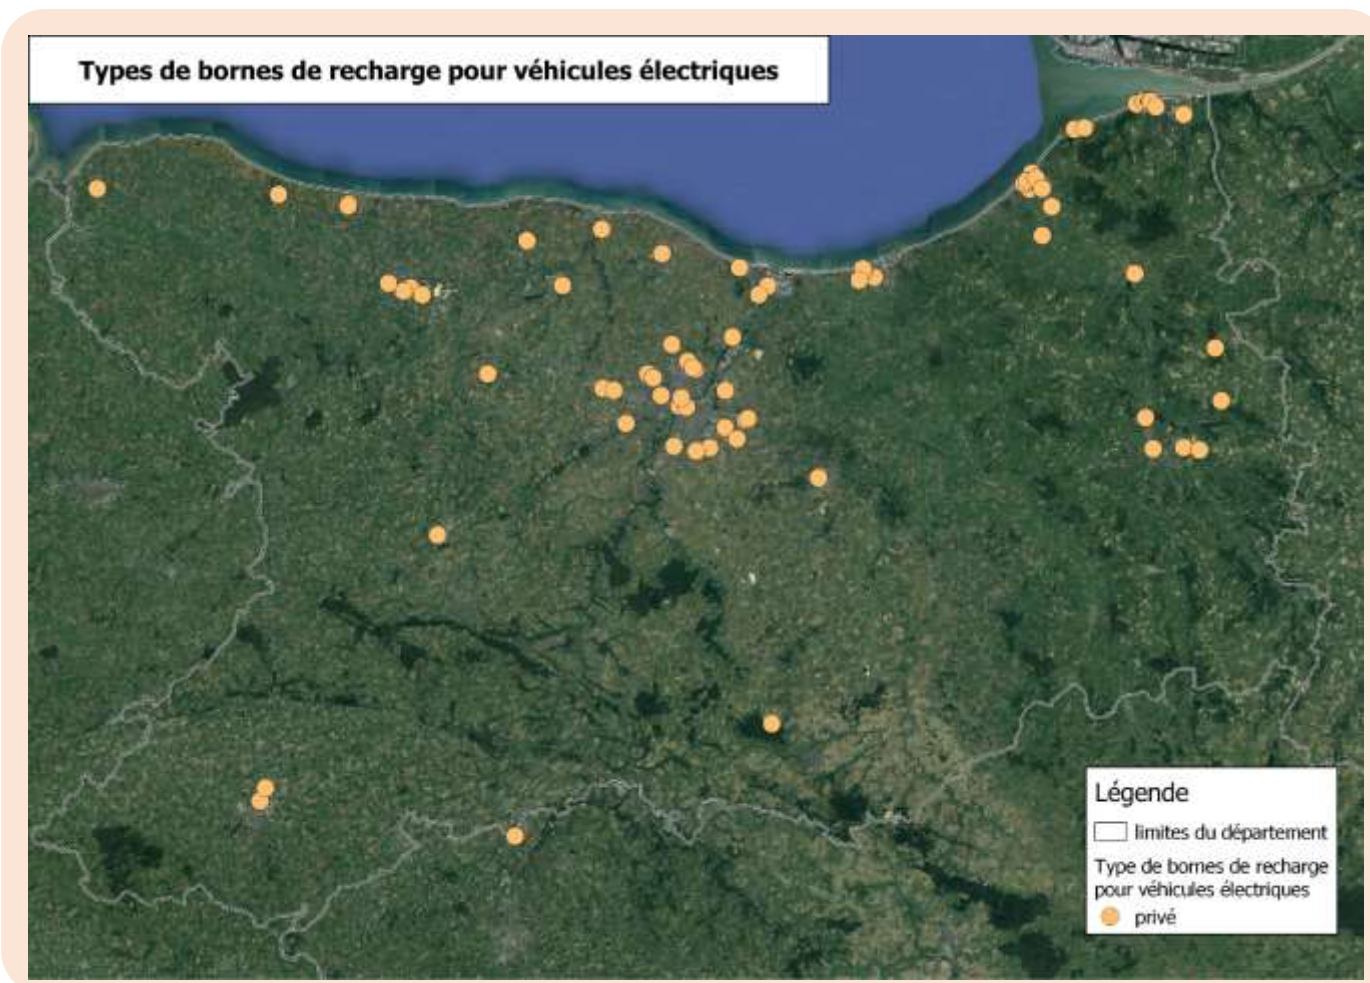 Types de bornes de recharge pour véhicules électriques
Légende
limites du département
Type de bornes de recharge
pour véhicules électriques
privé